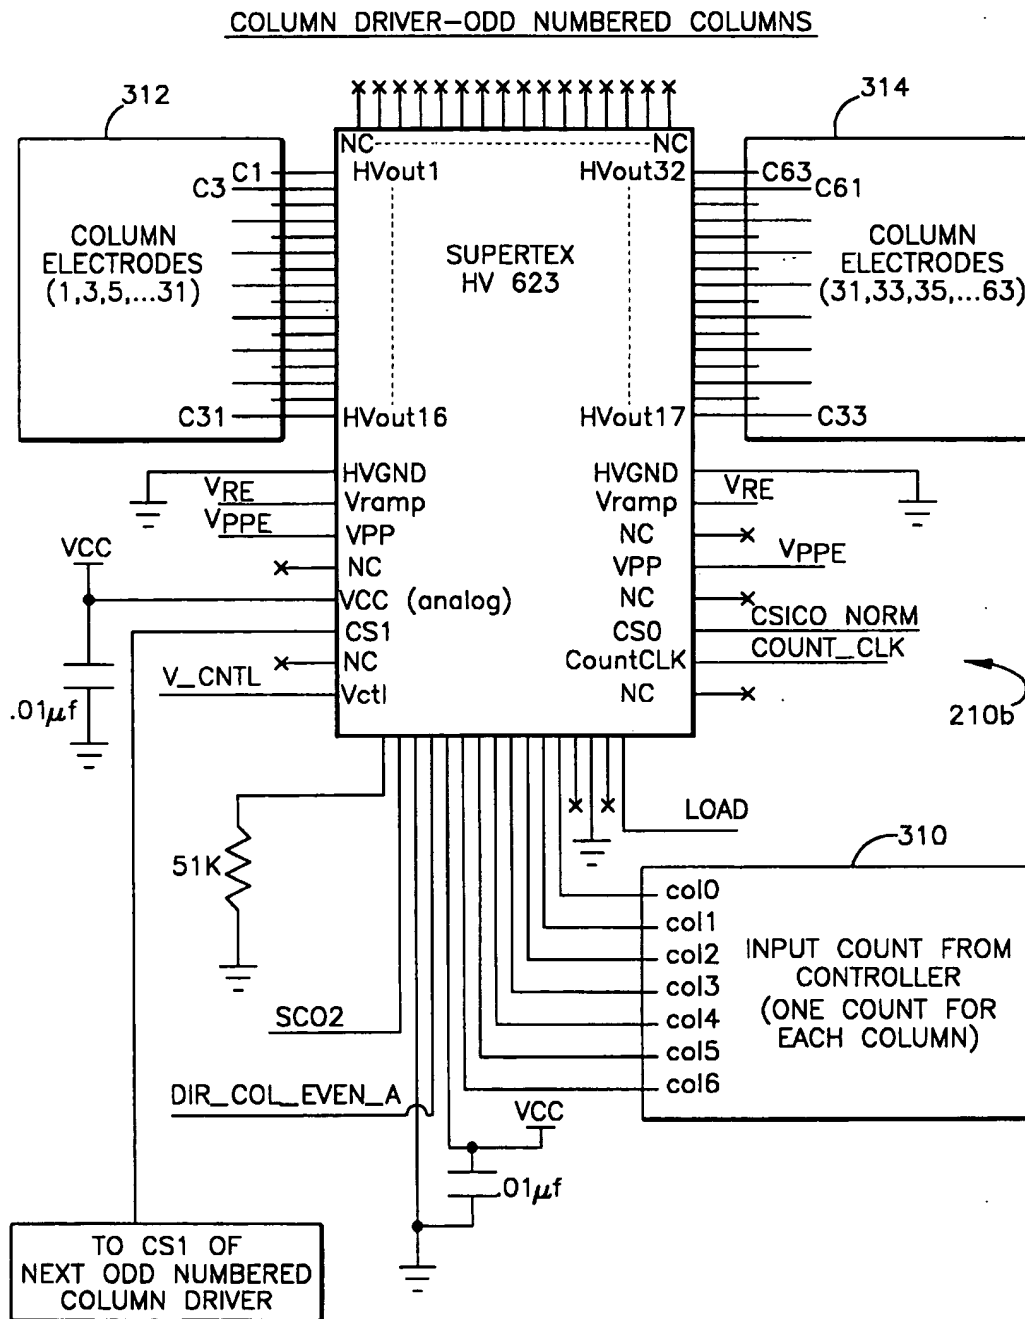 COLUMN DRIVER-ODD NUMBERED COLUMNS
312
314
NC
NC
C1
HVout1
HVout32
C63
C3
C61
COLUMN
ELECTRODES
(1,3,5,...31)
SUPERTEX
HV 623
COLUMN
ELECTRODES
(31,33,35,...63)
C31
HVout16
HVout17
C33
HVGND
HVGND
VRE
Vramp
Vramp
VRE
VPPE
VPP
NC
VCC
NC
VPP
VPPE
VCC (analog)
NC
CS1
CS0
CSICO NORM
NC
CountCLK
COUNT_CLK
V_CNTL
Vctl
NC
.01µf
210b
LOAD
310
51K
col0
col1
col2
col3
col4
col5
col6
INPUT COUNT FROM
CONTROLLER
(ONE COUNT FOR
EACH COLUMN)
SCO2
DIR_COL_EVEN_A
VCC
.01µf
TO CS1 OF
NEXT ODD NUMBERED
COLUMN DRIVER